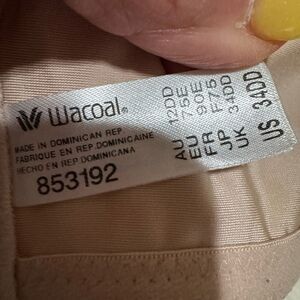 Wacoal®
MADE IN DOMINICAN REP
FABRIQUE EN REP.DOMINICAINE
HECHO EN REP.DOMINICANA
853192
AU 12DD
EU 75E
FR 90E
JP F75
UK 34DD
US 34DD